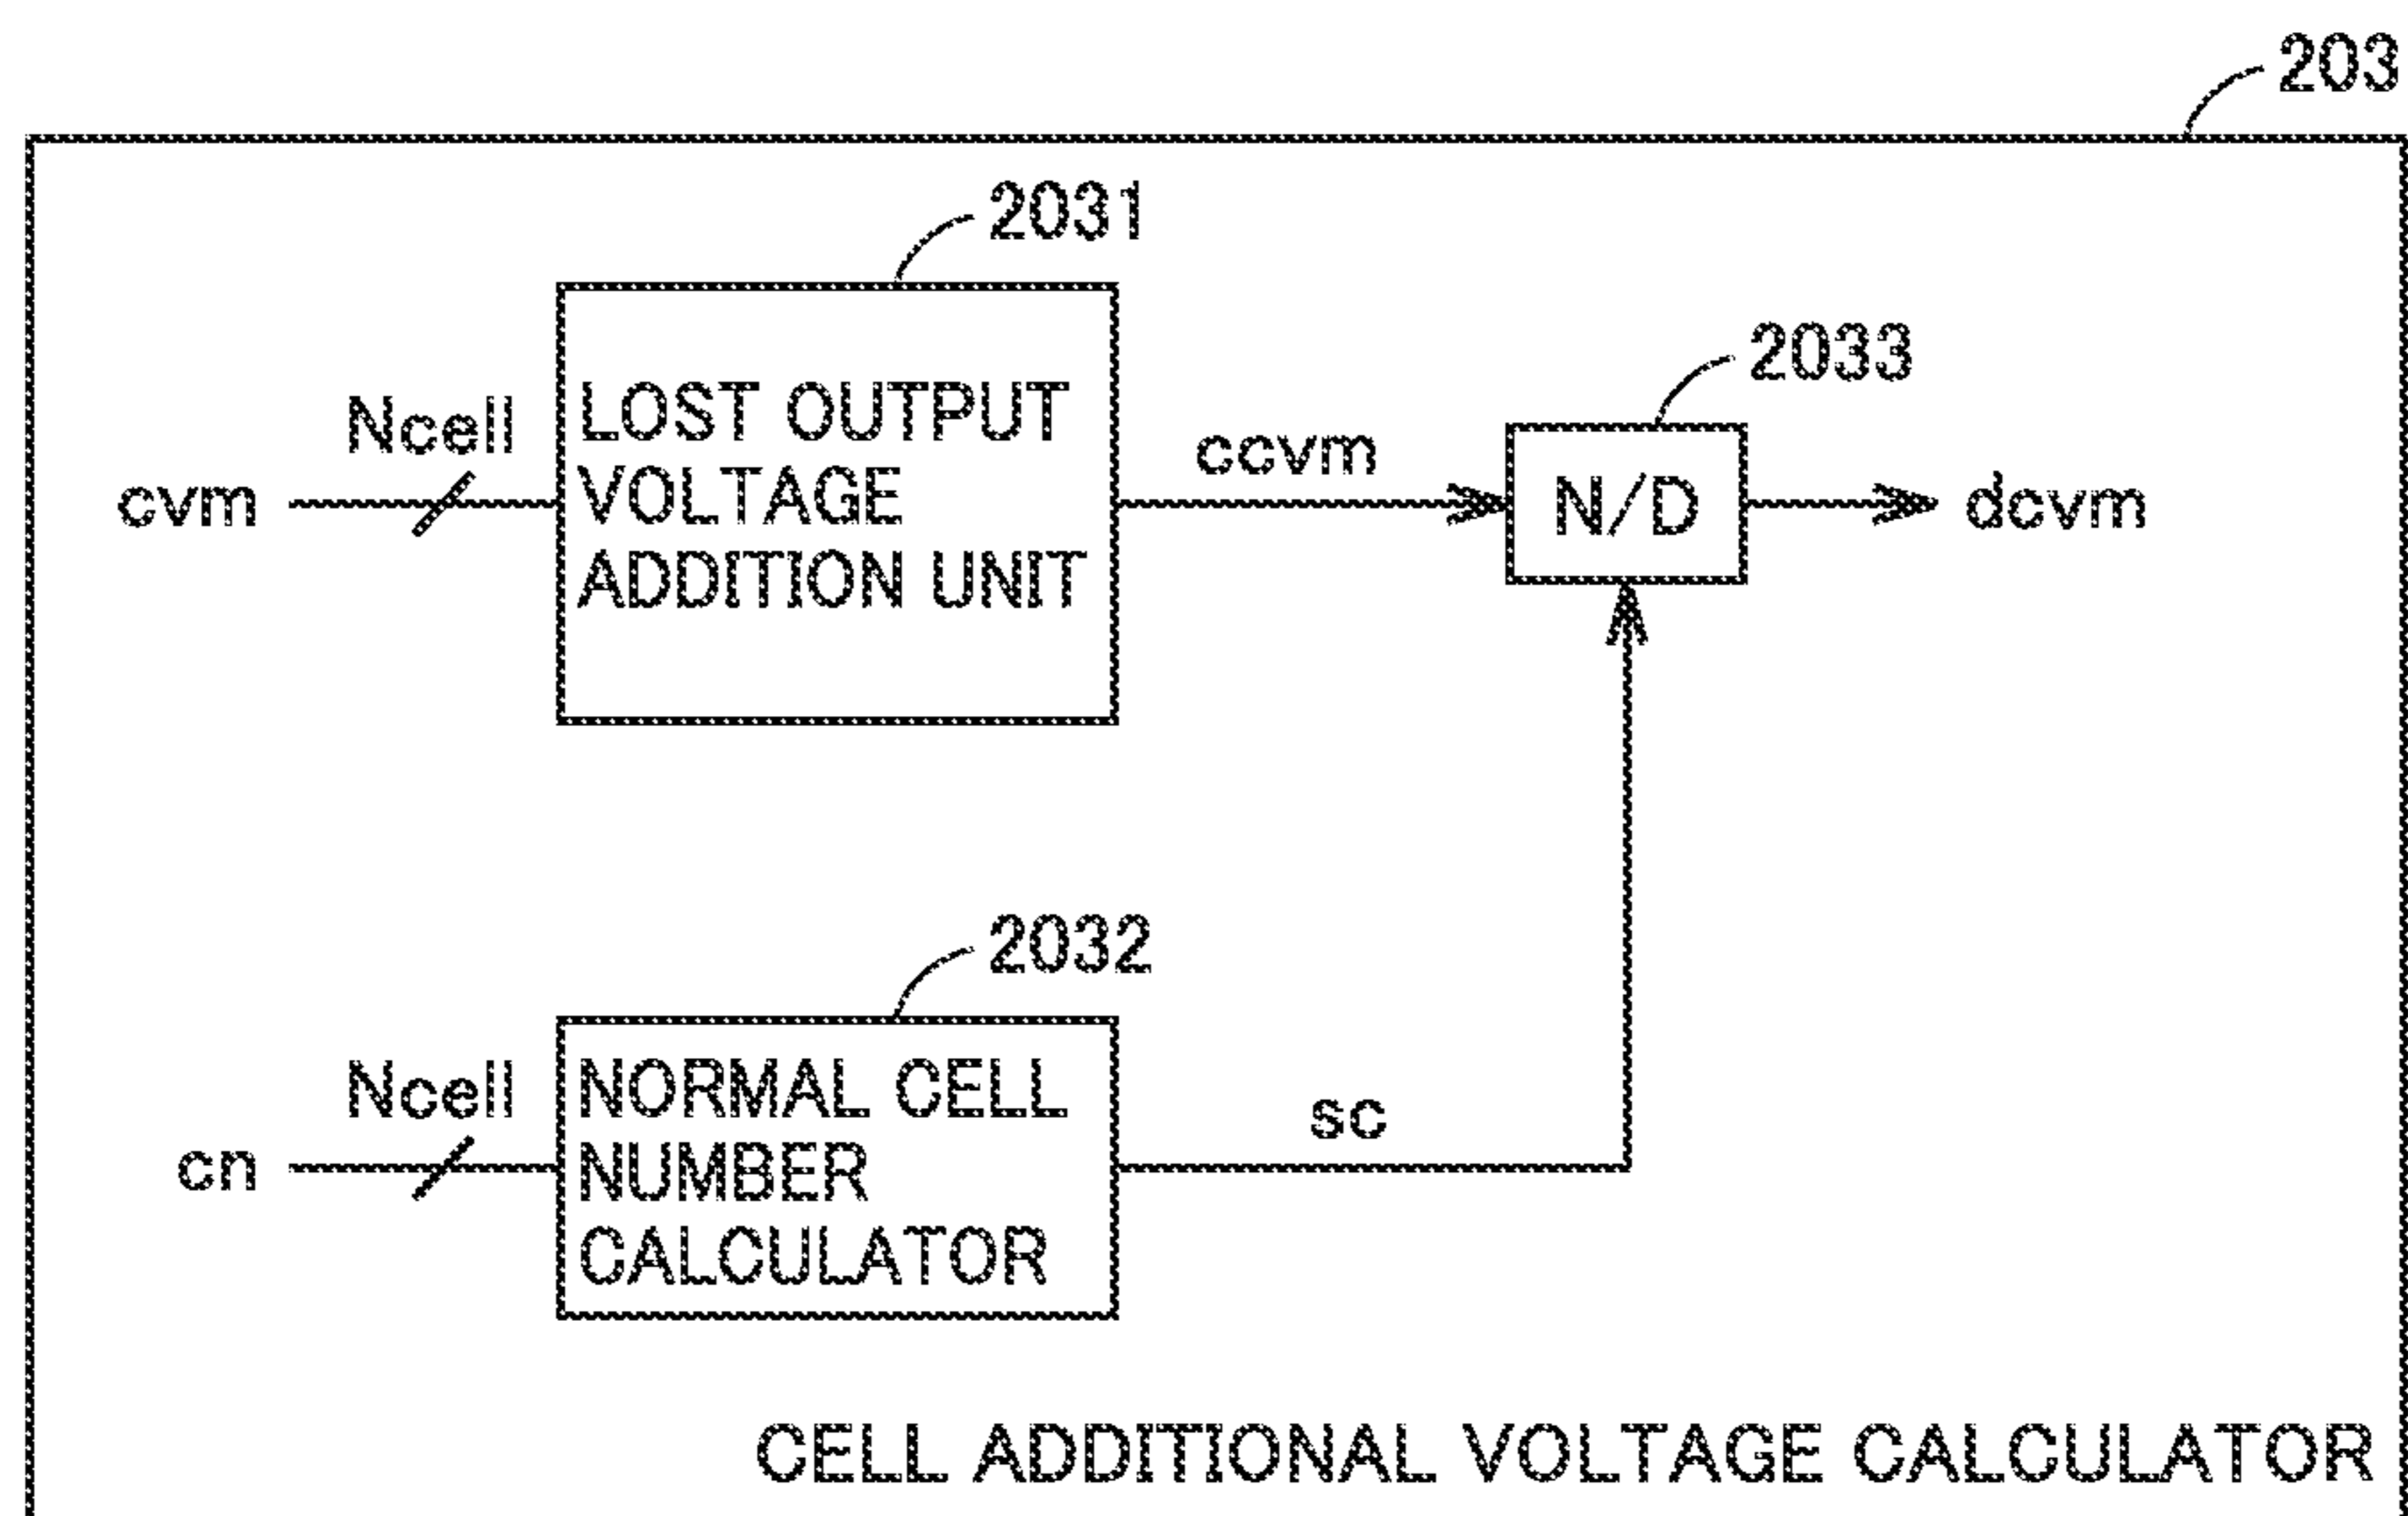 203
2031
LOST OUTPUT
VOLTAGE
ADDITION UNIT
Ncell
cvm
ccvm
2033
N/D
dcvm
2032
NORMAL CELL
NUMBER
CALCULATOR
Ncell
cn
sc
CELL ADDITIONAL VOLTAGE CALCULATOR